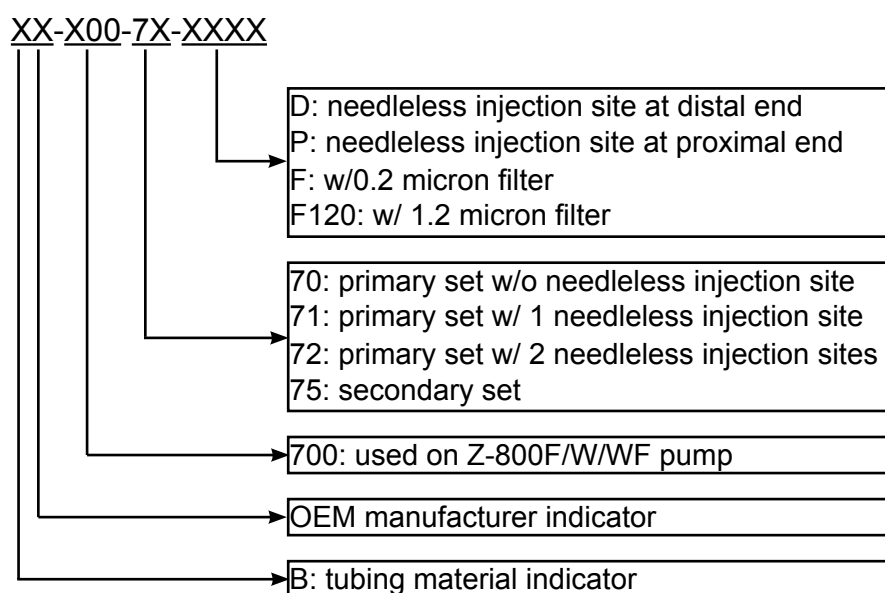 XX-X00-7X-XXXX
D: needleless injection site at distal end
P: needleless injection site at proximal end
F: w/0.2 micron filter
F120: w/ 1.2 micron filter
70: primary set w/o needleless injection site
71: primary set w/ 1 needleless injection site
72: primary set w/ 2 needleless injection sites
75: secondary set
700: used on Z-800F/W/WF pump
OEM manufacturer indicator
B: tubing material indicator